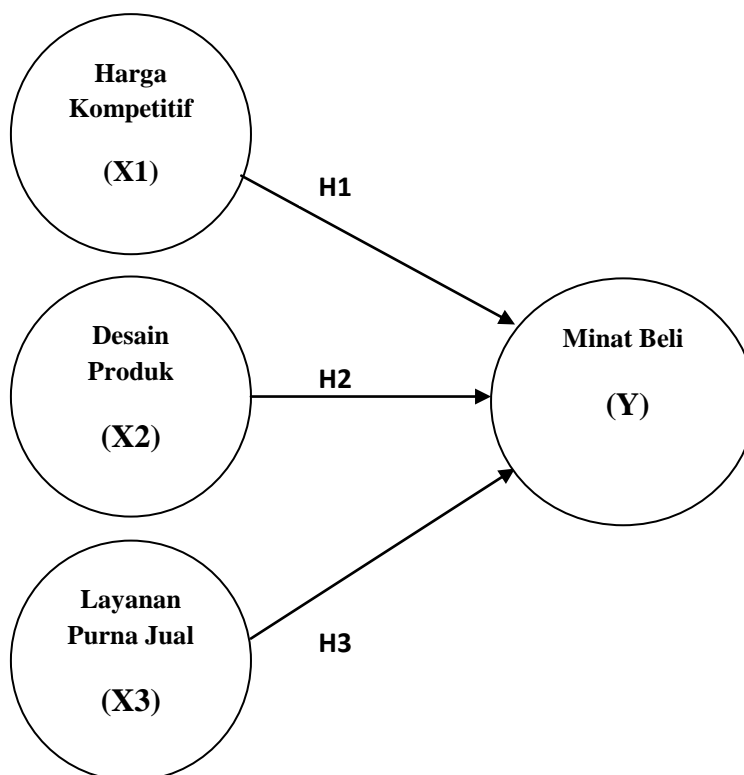 Harga
Kompetitif
(X1)
H1
Desain
Produk
(X2)
H2
Minat Beli
(Y)
Layanan
Purna Jual
(X3)
H3